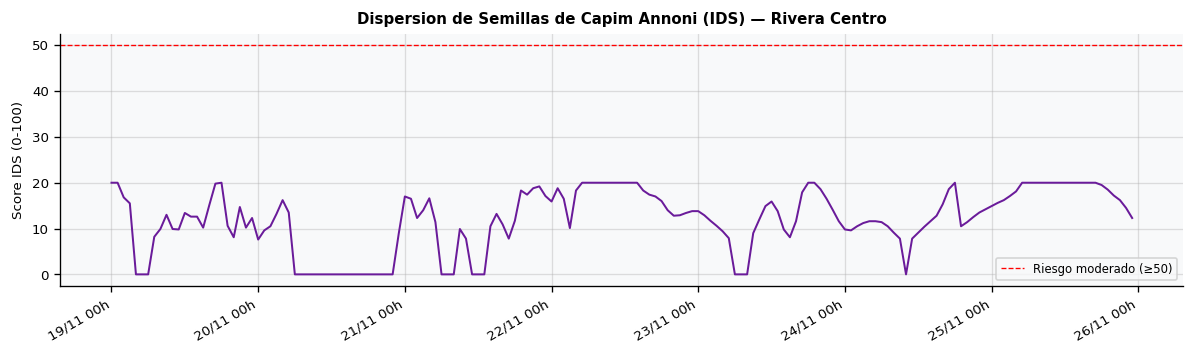 Dispersion de Semillas de Capim Annoni (IDS) — Rivera Centro
Score IDS (0-100)
50
40
30
20
10
0
Riesgo moderado (≥50)
19/11 00h
20/11 00h
21/11 00h
22/11 00h
23/11 00h
24/11 00h
25/11 00h
26/11 00h